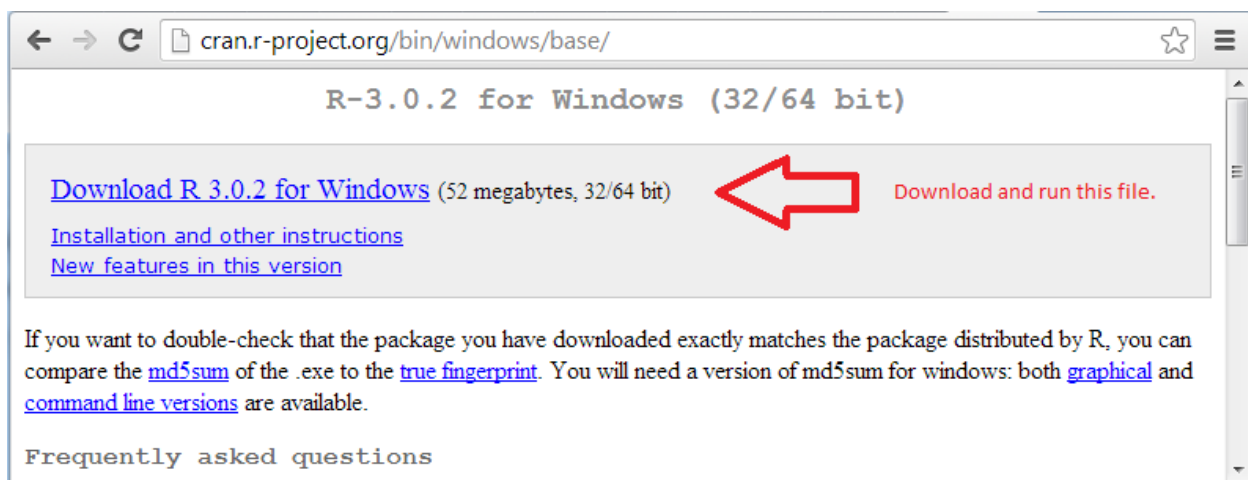 cran.r-project.org/bin/windows/base/
R-3.0.2 for Windows (32/64 bit)
Download R 3.0.2 for Windows (52 megabytes, 32/64 bit) Download and run this file.
Installation and other instructions
New features in this version
If you want to double-check that the package you have downloaded exactly matches the package distributed by R, you can
compare the md5sum of the .exe to the true fingerprint. You will need a version of md5sum for windows: both graphical and
command line versions are available.
Frequently asked questions